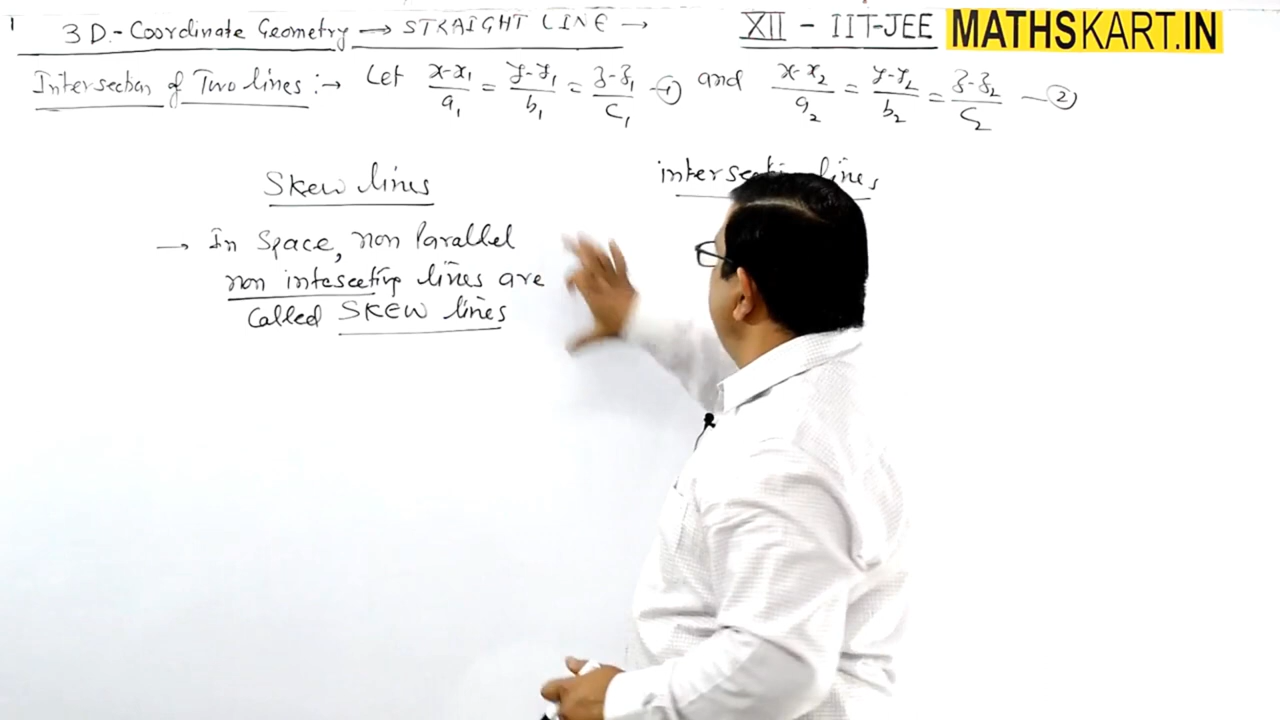 1
3D.-Coordinate Geometry → STRAIGHT LINE →
XII - IIT-JEE
MATHSKART.IN
Intersection of Two lines :→ Let (x-x₁)/a₁ = (y-y₁)/b₁ = (z-z₁)/c₁ —① and (x-x₂)/a₂ = (y-y₂)/b₂ = (z-z₂)/c₂ —②
Skew lines
→ In Space, non Parallel
non intesecting lines are
Called SKEW lines
lines